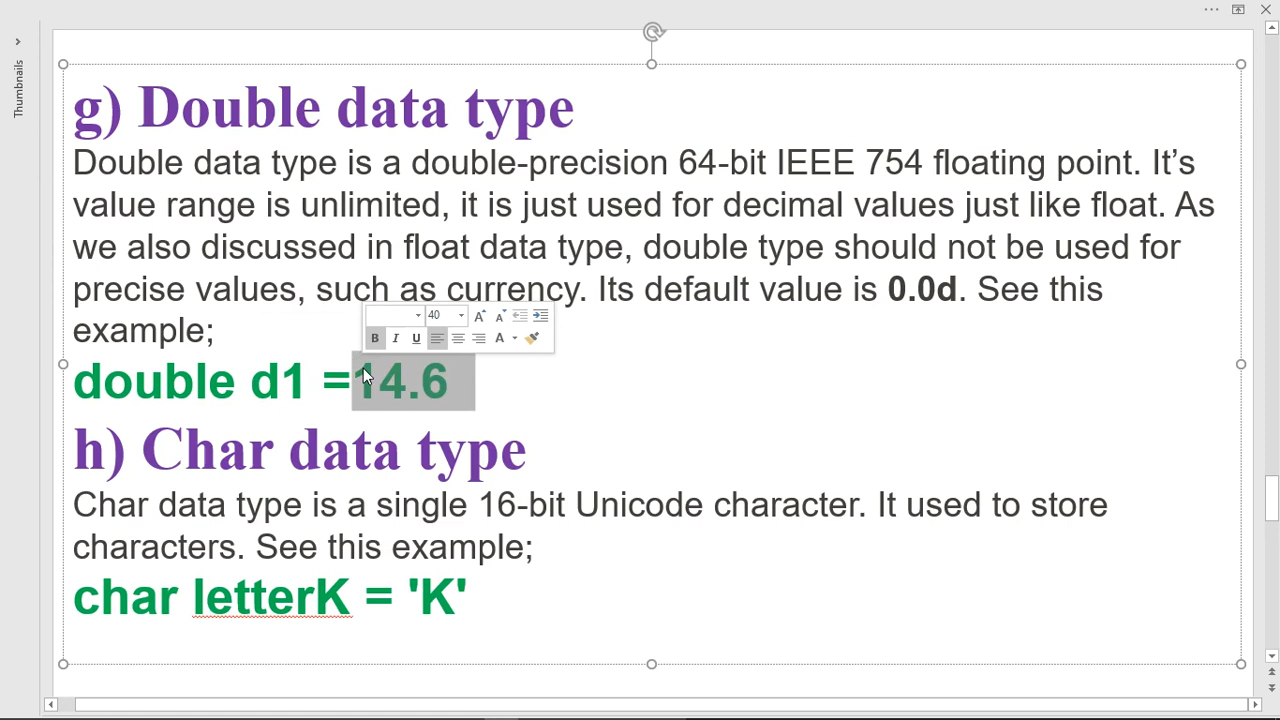 Thumbnails
g) Double data type
Double data type is a double-precision 64-bit IEEE 754 floating point. It’s
value range is unlimited, it is just used for decimal values just like float. As
we also discussed in float data type, double type should not be used for
precise values, such as currency. Its default value is 0.0d. See this
example;
40
B I U A
double d1 =14.6
h) Char data type
Char data type is a single 16-bit Unicode character. It used to store
characters. See this example;
char letterK = 'K'